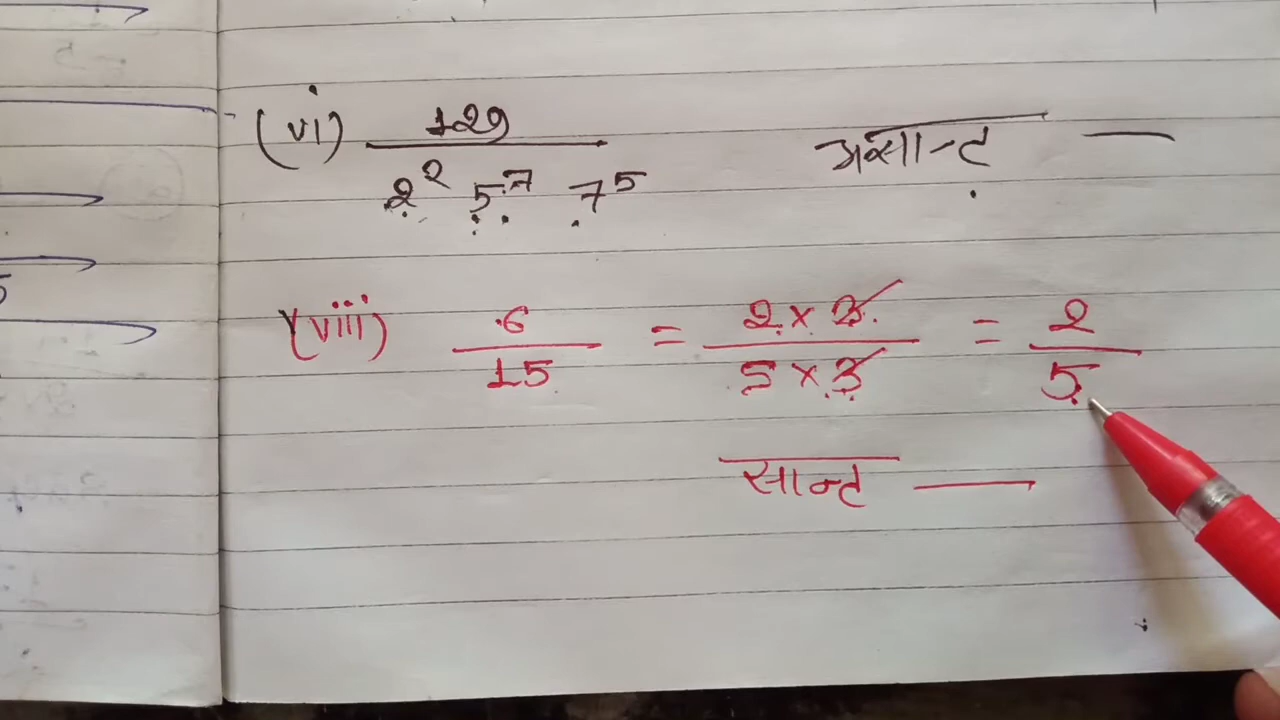 (vi) 129 / 2² 5⁷ 7⁵ असान्त
(viii) 6 / 15 = 2 × 3 / 5 × 3 = 2 / 5
सान्त